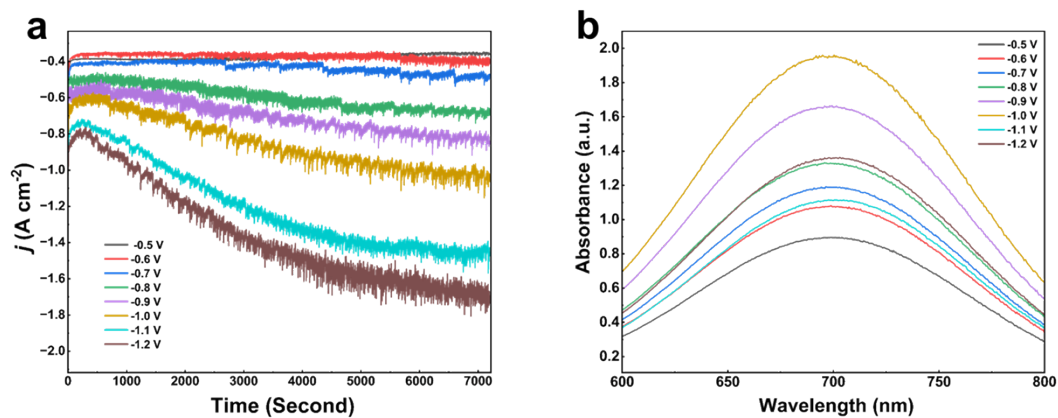 a
j (A cm⁻²)
−0.4
−0.6
−0.8
−1.0
−1.2
−1.4
−1.6
−1.8
−2.0
-0.5 V
-0.6 V
-0.7 V
-0.8 V
-0.9 V
-1.0 V
-1.1 V
-1.2 V
0 1000 2000 3000 4000 5000 6000 7000
Time (Second)
b
Absorbance (a.u.)
2.0
1.8
1.6
1.4
1.2
1.0
0.8
0.6
0.4
0.2
-0.5 V
-0.6 V
-0.7 V
-0.8 V
-0.9 V
-1.0 V
-1.1 V
-1.2 V
600 650 700 750 800
Wavelength (nm)